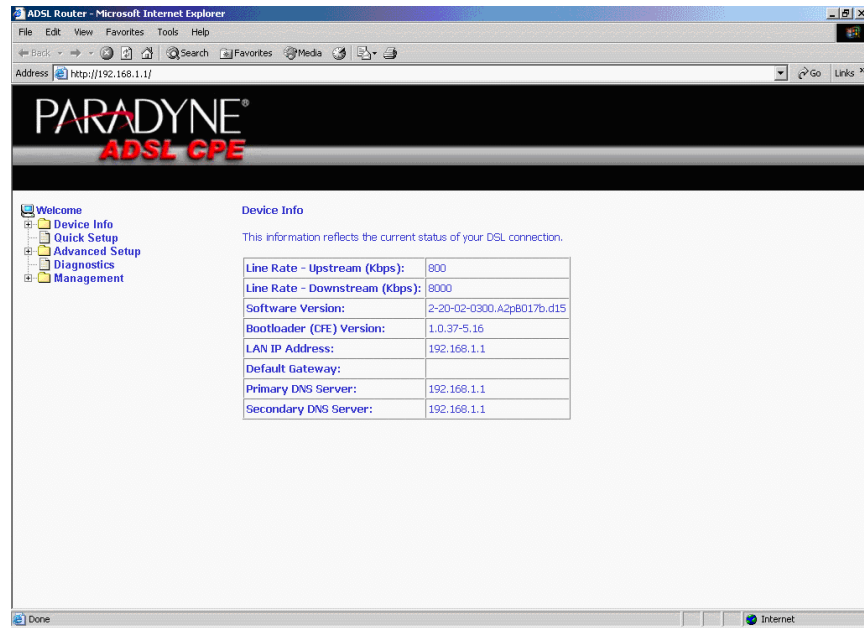 ADSL Router - Microsoft Internet Explorer
File Edit View Favorites Tools Help
Back Search Favorites Media
Address http://192.168.1.1/ Go Links »
PARADYNE®
ADSL CPE
Welcome
Device Info
Quick Setup
Advanced Setup
Diagnostics
Management
Device Info
This information reflects the current status of your DSL connection.
Line Rate - Upstream (Kbps): 800
Line Rate - Downstream (Kbps): 8000
Software Version: 2-20-02-0300.A2pB017b.d15
Bootloader (CFE) Version: 1.0.37-5.16
LAN IP Address: 192.168.1.1
Default Gateway:
Primary DNS Server: 192.168.1.1
Secondary DNS Server: 192.168.1.1
Done Internet